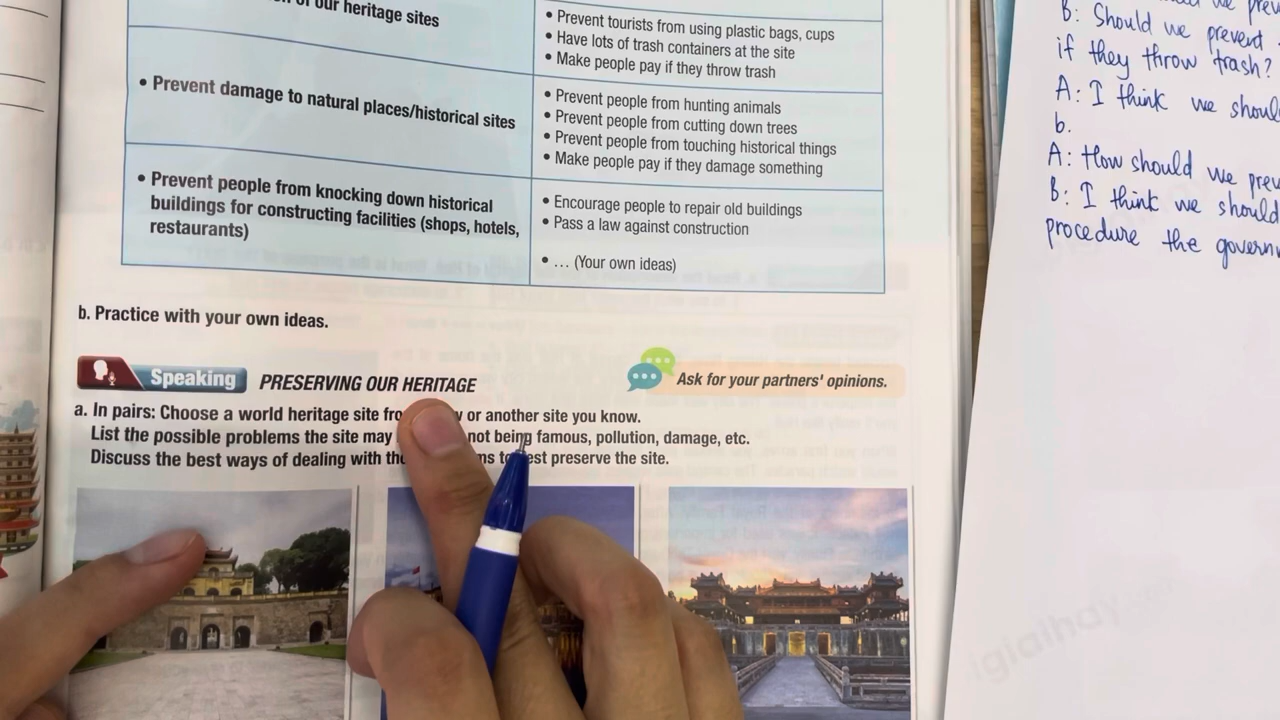 of our heritage sites
• Prevent tourists from using plastic bags, cups
• Have lots of trash containers at the site
• Make people pay if they throw trash
• Prevent damage to natural places/historical sites
• Prevent people from hunting animals
• Prevent people from cutting down trees
• Prevent people from touching historical things
• Make people pay if they damage something
• Prevent people from knocking down historical
buildings for constructing facilities (shops, hotels,
restaurants)
• Encourage people to repair old buildings
• Pass a law against construction
• ... (Your own ideas)
b. Practice with your own ideas.
Speaking PRESERVING OUR HERITAGE
Ask for your partners' opinions.
a. In pairs: Choose a world heritage site or another site you know.
List the possible problems the site may not being famous, pollution, damage, etc.
Discuss the best ways of dealing with preserve the site.
B: Should we prevent
if they throw trash?
A: I think we should
b.
A: How should we
B: I think we should
procedure the